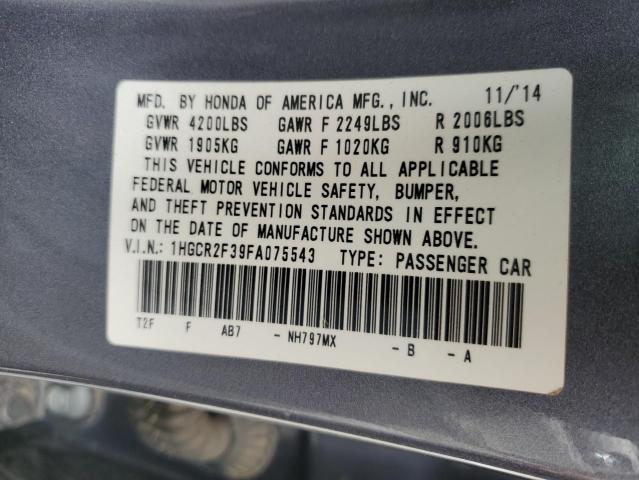 MFD. BY HONDA OF AMERICA MFG., INC. 11/'14
GVWR 4200LBS GAWR F 2249LBS R 2006LBS
GVWR 1905KG GAWR F 1020KG R 910KG
THIS VEHICLE CONFORMS TO ALL APPLICABLE
FEDERAL MOTOR VEHICLE SAFETY, BUMPER,
AND THEFT PREVENTION STANDARDS IN EFFECT
ON THE DATE OF MANUFACTURE SHOWN ABOVE.
V.I.N.: 1HGCR2F39FA075543 TYPE: PASSENGER CAR
T2F F AB7 - NH797MX - B - A